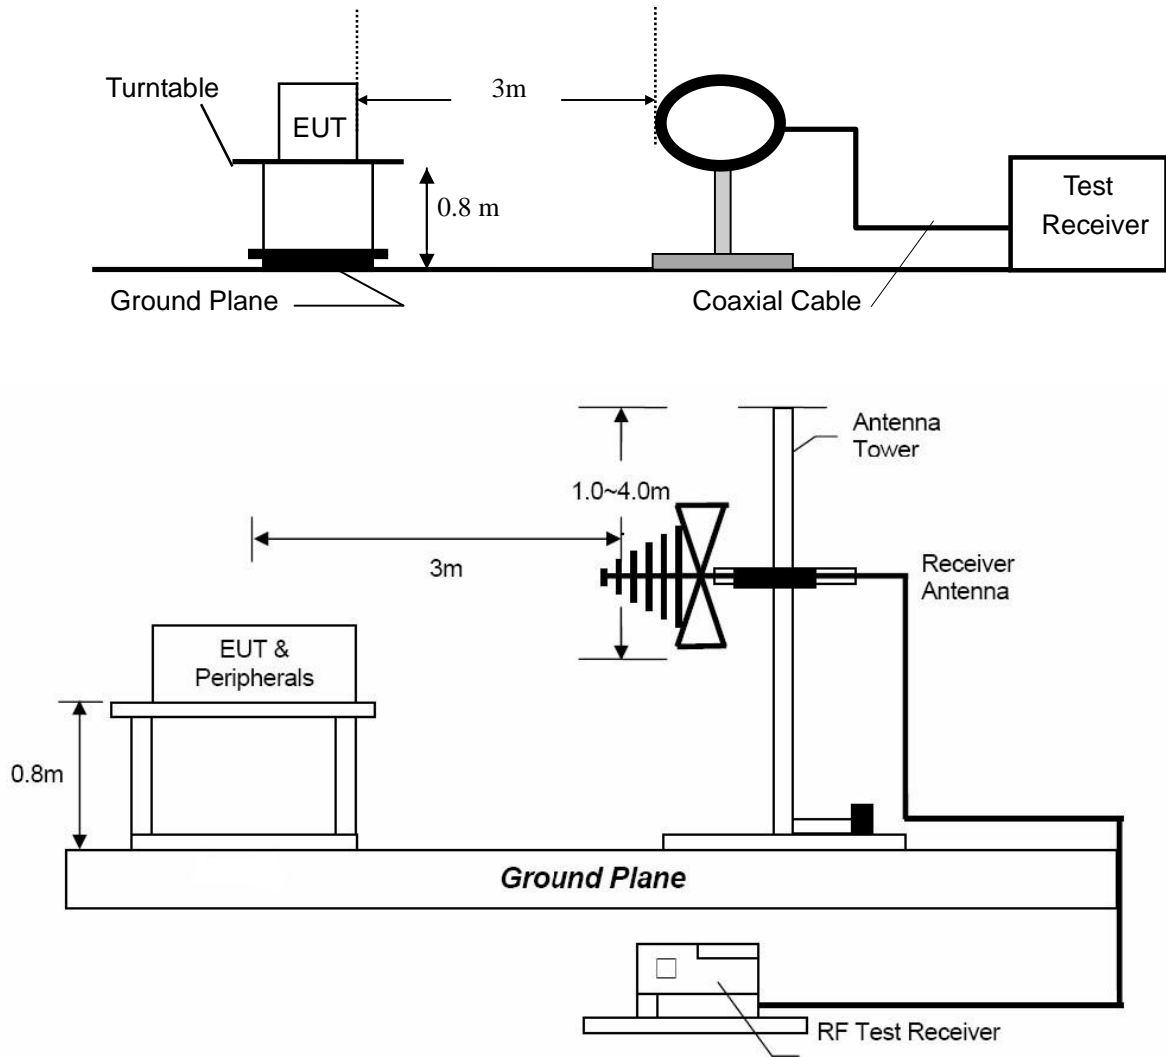 Turntable
3m
EUT
0.8 m
Test
Receiver
Ground Plane
Coaxial Cable
Antenna
Tower
1.0~4.0m
3m
Receiver
Antenna
EUT &
Peripherals
0.8m
Ground Plane
RF Test Receiver